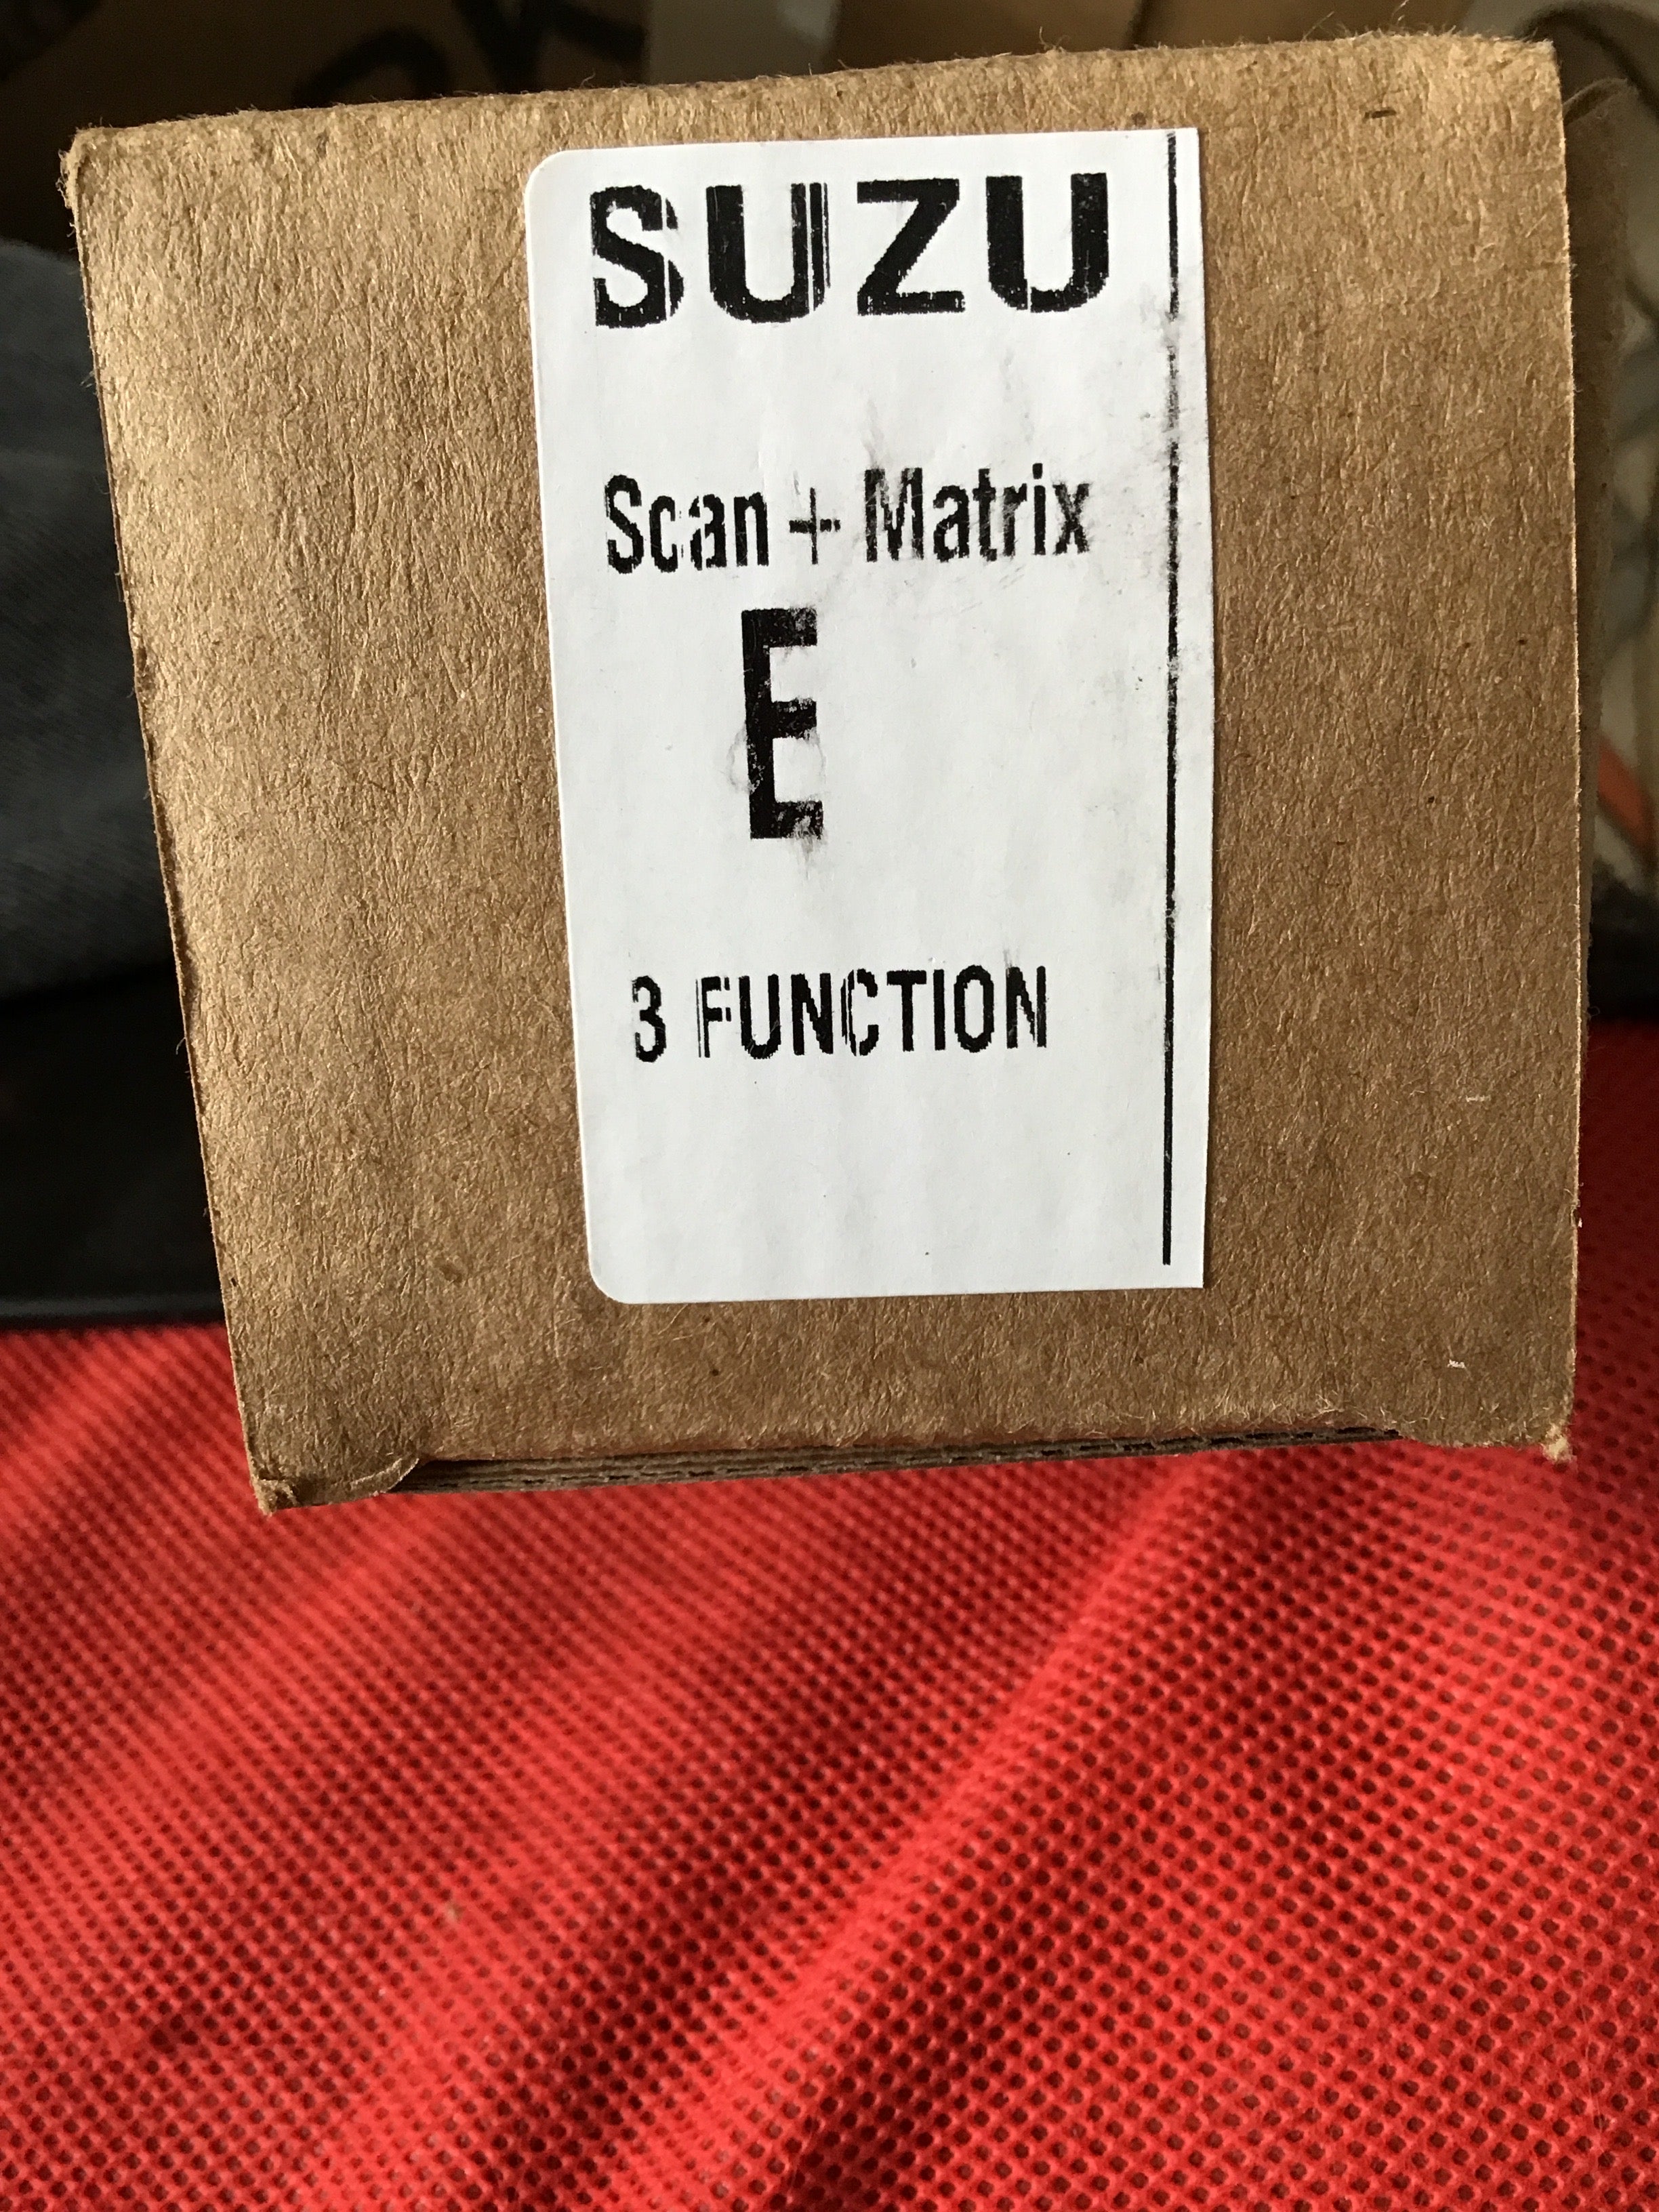 SUZU
Scan + Matrix
E
3 FUNCTION